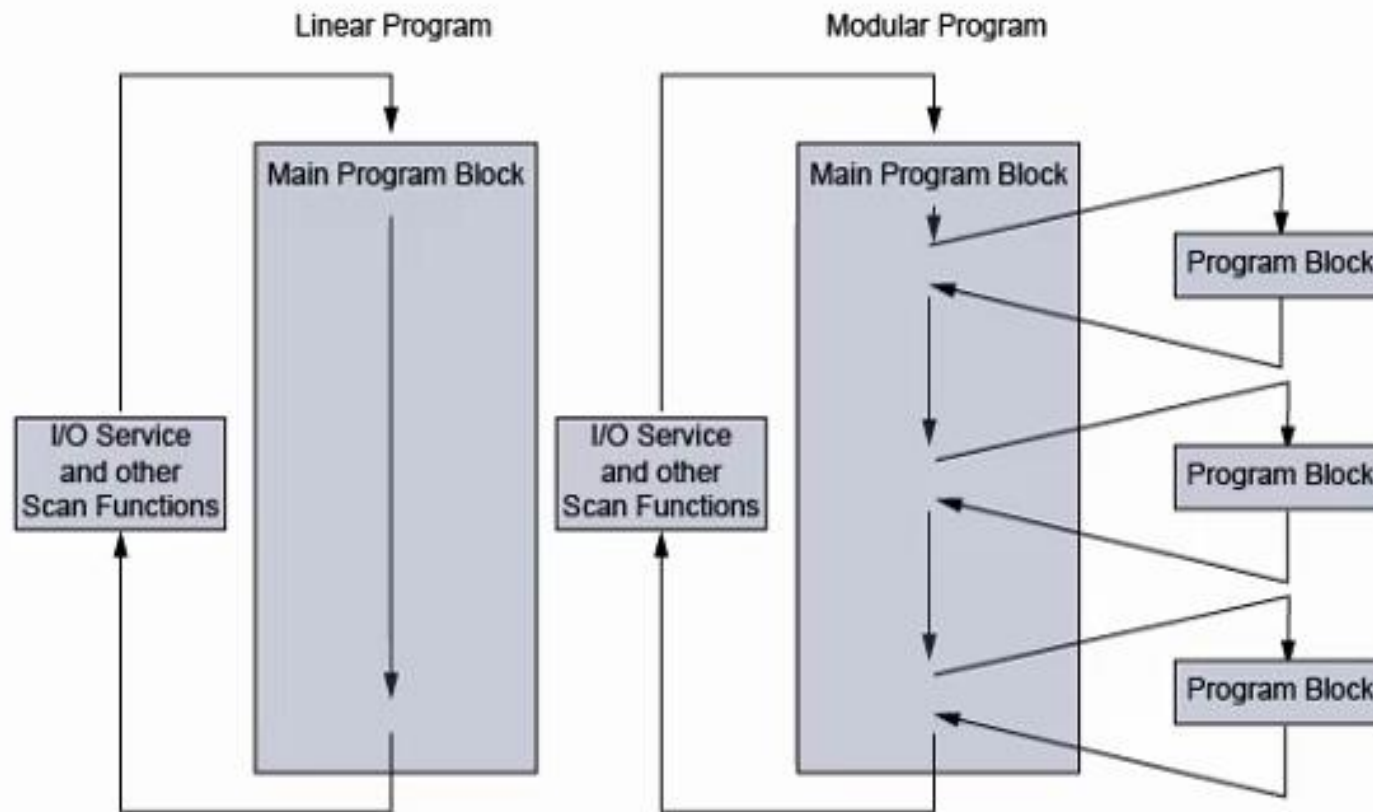 Linear Program
Modular Program
Main Program Block
I/O Service
and other
Scan Functions
Main Program Block
I/O Service
and other
Scan Functions
Program Block
Program Block
Program Block